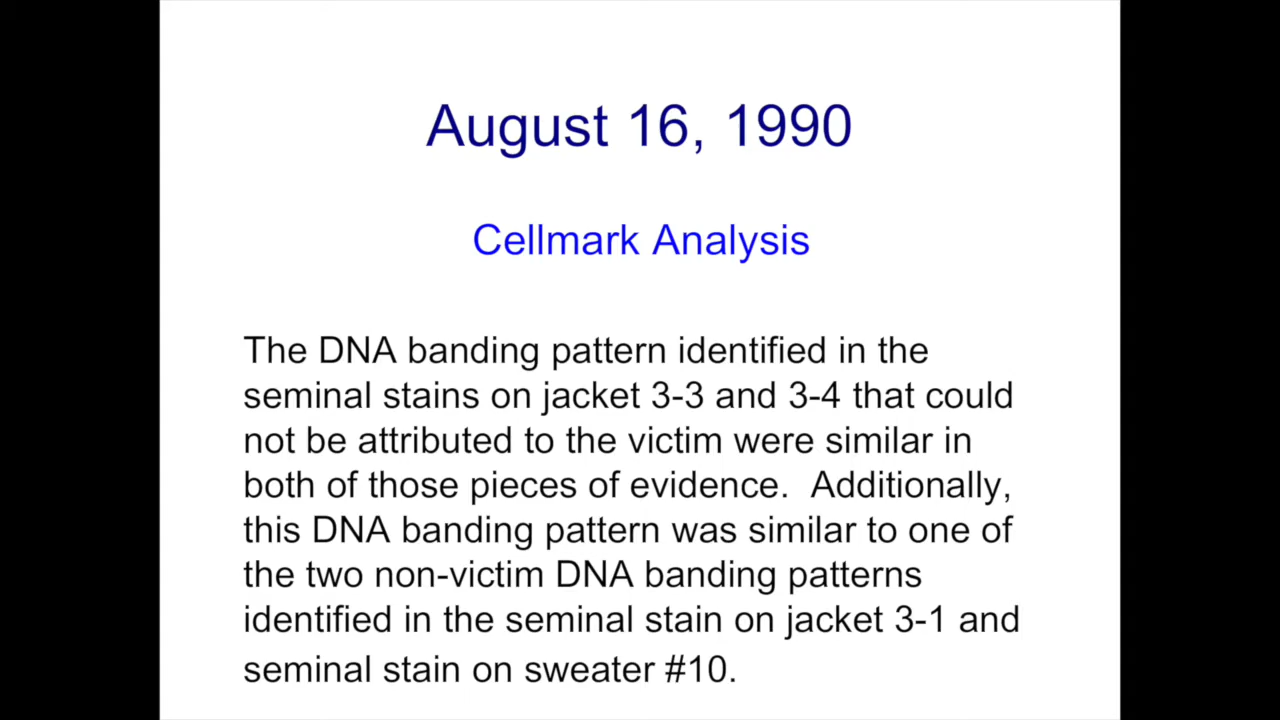 August 16, 1990
Cellmark Analysis
The DNA banding pattern identified in the
seminal stains on jacket 3-3 and 3-4 that could
not be attributed to the victim were similar in
both of those pieces of evidence.  Additionally,
this DNA banding pattern was similar to one of
the two non-victim DNA banding patterns
identified in the seminal stain on jacket 3-1 and
seminal stain on sweater #10.